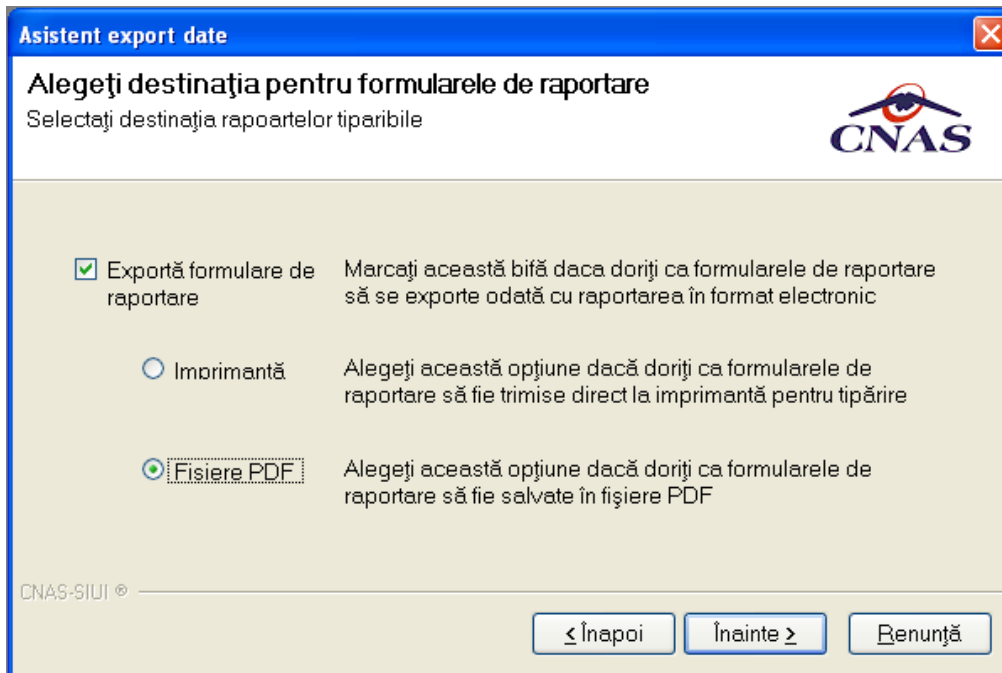 Asistent export date
Alegeţi destinaţia pentru formularele de raportare
Selectaţi destinaţia rapoartelor tiparibile
CNAS
Exportă formulare de
raportare
Marcaţi această bifă daca doriţi ca formularele de raportare
să se exporte odată cu raportarea în format electronic
Imprimantă
Alegeţi această opţiune dacă doriţi ca formularele de
raportare să fie trimise direct la imprimantă pentru tipărire
Fisiere PDF
Alegeţi această opţiune dacă doriţi ca formularele de
raportare să fie salvate în fişiere PDF
CNAS-SIUI ®
< Înapoi
Înainte >
Renunţă